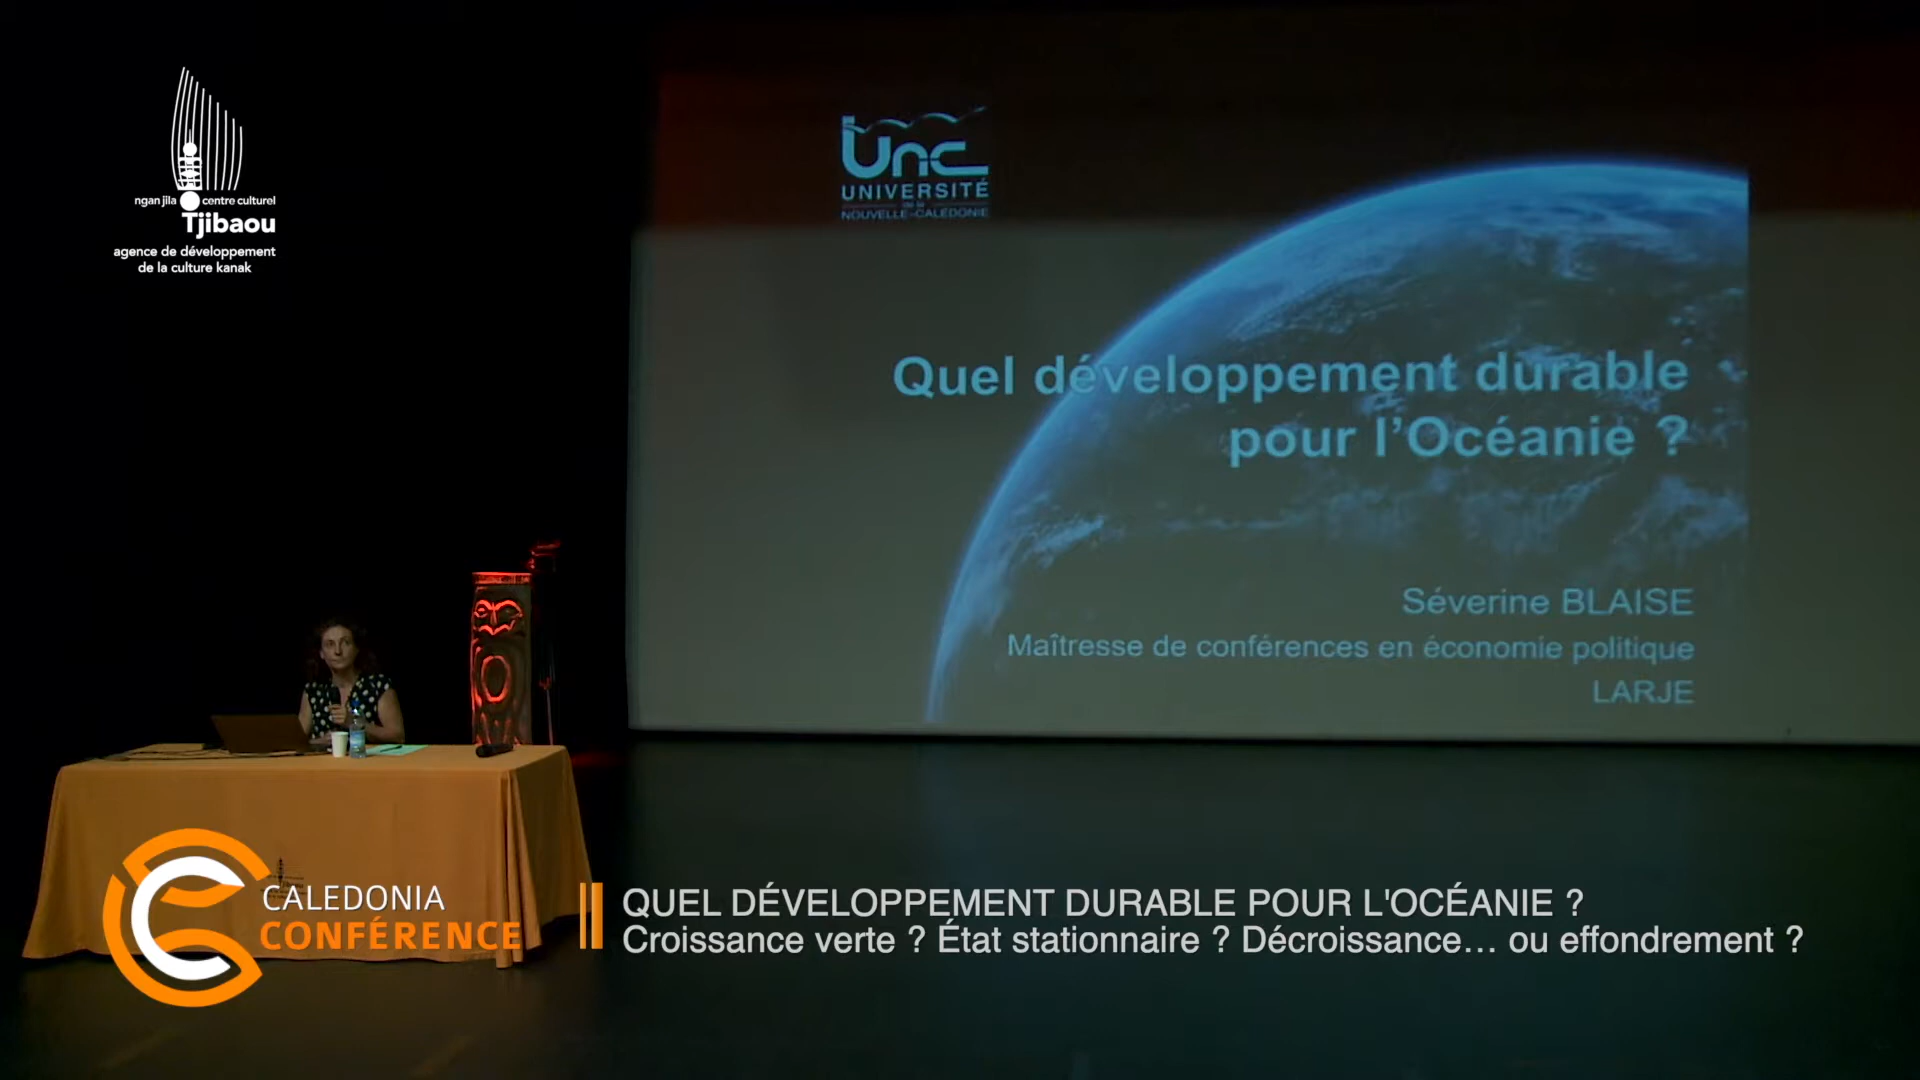 ngan jila centre culturel
Tjibaou
agence de développement
de la culture kanak
unc
UNIVERSITÉ
DE LA
NOUVELLE-CALÉDONIE
Quel développement durable
pour l'Océanie ?
Séverine BLAISE
Maîtresse de conférences en économie politique
LARJE
CALEDONIA
CONFÉRENCE
QUEL DÉVELOPPEMENT DURABLE POUR L'OCÉANIE ?
Croissance verte ? État stationnaire ? Décroissance… ou effondrement ?